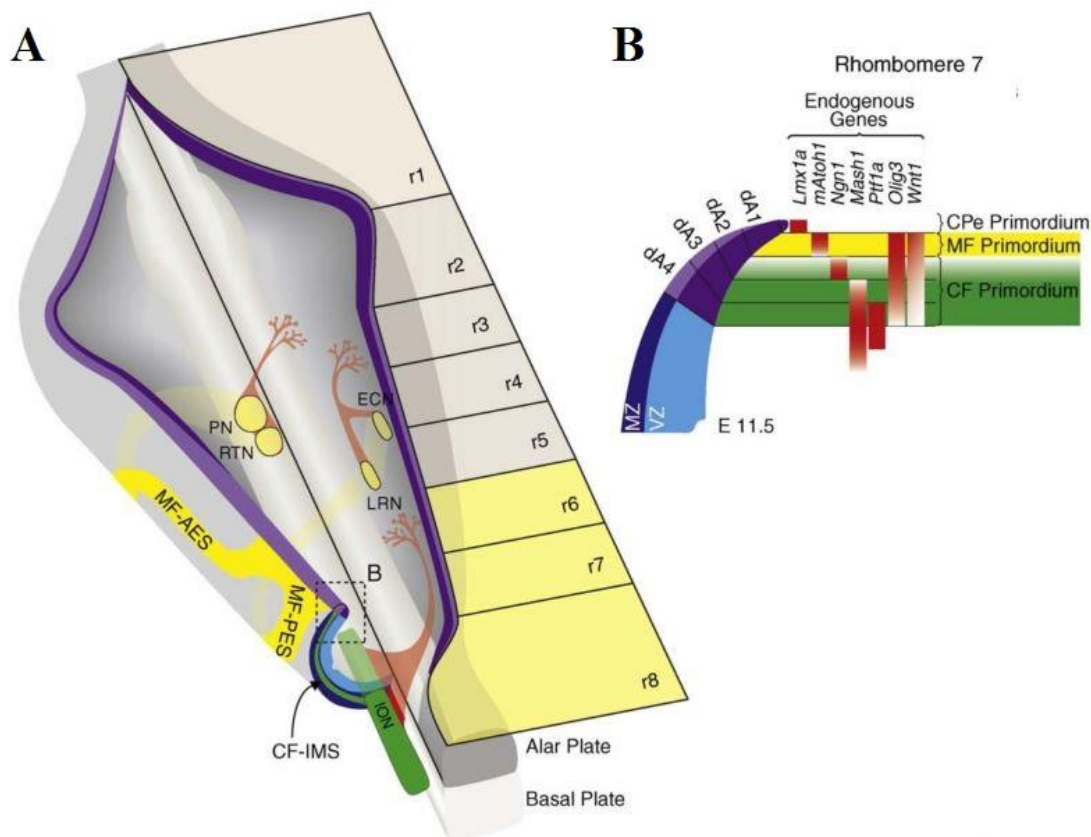 A
r1
r2
r3
r4
r5
r6
r7
r8
PN
RTN
ECN
LRN
MF-AES
MF-PES
B
CF-IMS
ION
Alar Plate
Basal Plate
B
Rhombomere 7
Endogenous
Genes
Lmx1a
mAtoh1
Ngn1
Mash1
Ptf1a
Olig3
Wnt1
dA1
dA2
dA3
dA4
CPe Primordium
MF Primordium
CF Primordium
MZ
VZ
E 11.5